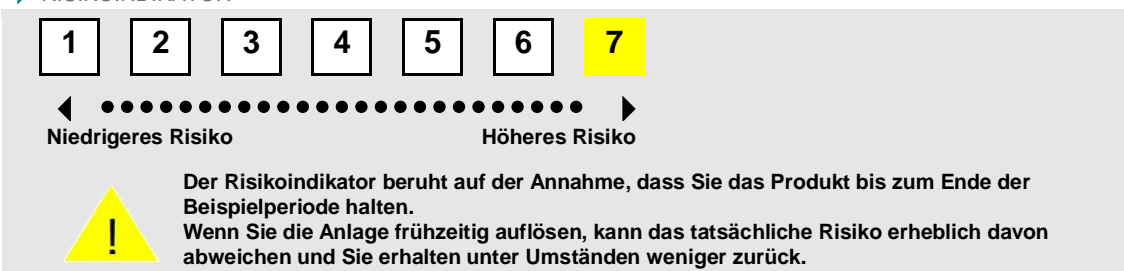 RISIKOINDIKATOR
1 2 3 4 5 6 7
Niedrigeres Risiko Höheres Risiko
Der Risikoindikator beruht auf der Annahme, dass Sie das Produkt bis zum Ende der
Beispielperiode halten.
Wenn Sie die Anlage frühzeitig auflösen, kann das tatsächliche Risiko erheblich davon
abweichen und Sie erhalten unter Umständen weniger zurück.
!